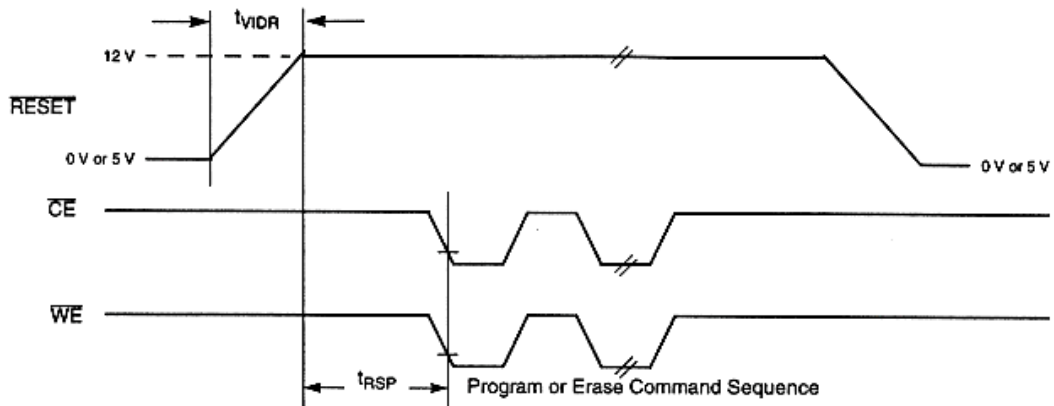 tVIDR
12 V
RESET
0 V or 5 V
0 V or 5 V
CE
WE
tRSP
Program or Erase Command Sequence